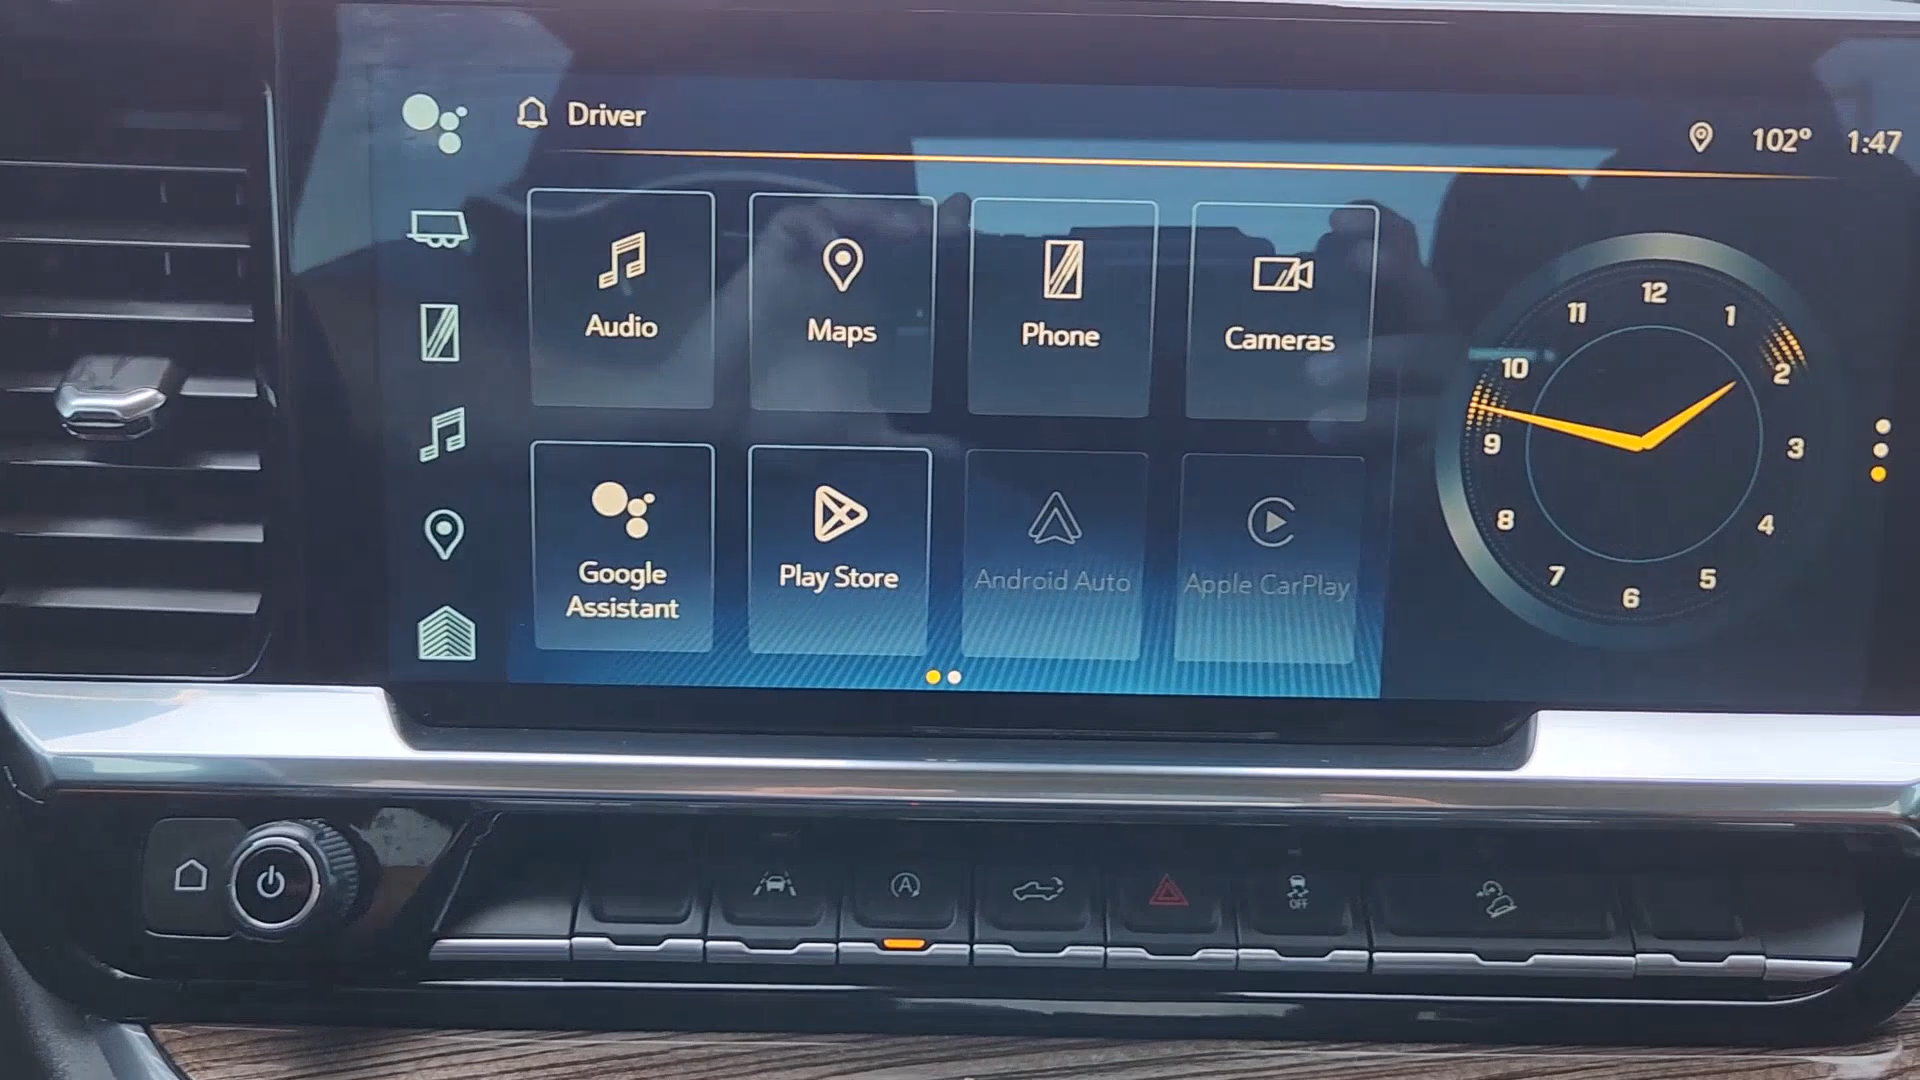 Driver
102° 1:47
Audio
Maps
Phone
Cameras
Google
Assistant
Play Store
Android Auto
Apple CarPlay
12
1
2
3
4
5
6
7
8
9
10
11
A
OFF